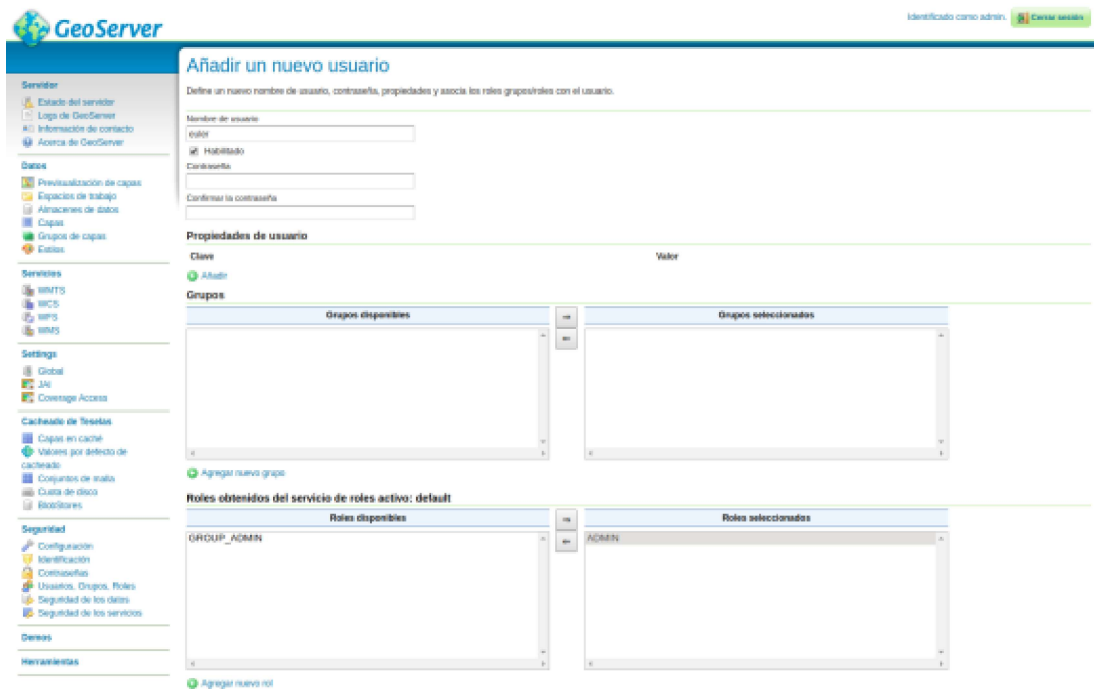 GeoServer
Identificado como admin.
Cerrar sesión
Servidor
Estado del servidor
Logs de GeoServer
Información de contacto
Acerca de GeoServer
Datos
Previsualización de capas
Espacios de trabajo
Almacenes de datos
Capas
Grupos de capas
Estilos
Servicios
WMTS
WCS
WFS
WMS
Settings
Global
JAI
Coverage Access
Cacheado de Teselas
Capas en caché
Valores por defecto de
cacheado
Conjuntos de malla
Cuota de disco
BlobStores
Seguridad
Configuración
Identificación
Contraseñas
Usuarios, Grupos, Roles
Seguridad de los datos
Seguridad de los servicios
Demos
Herramientas
Añadir un nuevo usuario
Define un nuevo nombre de usuario, contraseña, propiedades y asocia los roles grupos/roles con el usuario.
Nombre de usuario
euler
Habilitado
Contraseña
Confirmar la contraseña
Propiedades de usuario
Clave Valor
Añadir
Grupos
Grupos disponibles Grupos seleccionados
Agregar nuevo grupo
Roles obtenidos del servicio de roles activo: default
Roles disponibles Roles seleccionados
GROUP_ADMIN ADMIN
Agregar nuevo rol